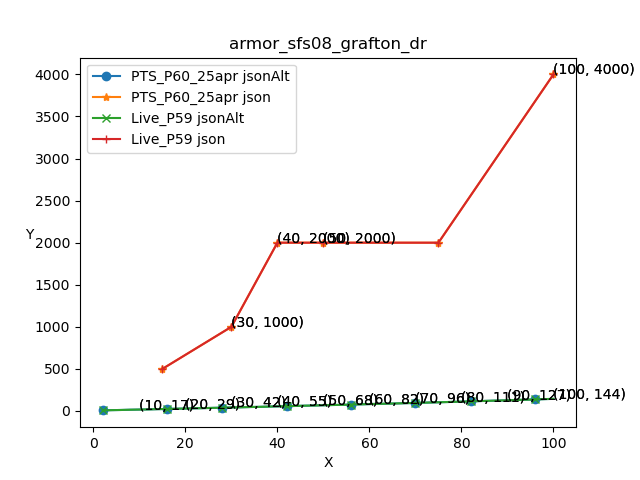 armor_sfs08_grafton_dr
PTS_P60_25apr jsonAlt
PTS_P60_25apr json
Live_P59 jsonAlt
Live_P59 json
(100, 4000)
(40, 2000)
(50, 2000)
(30, 1000)
(10, 17)
(20, 29)
(30, 42)
(40, 55)
(50, 68)
(60, 82)
(70, 96)
(80, 111)
(90, 127)
(100, 144)
Y
4000
3500
3000
2500
2000
1500
1000
500
0
0 20 40 60 80 100
X